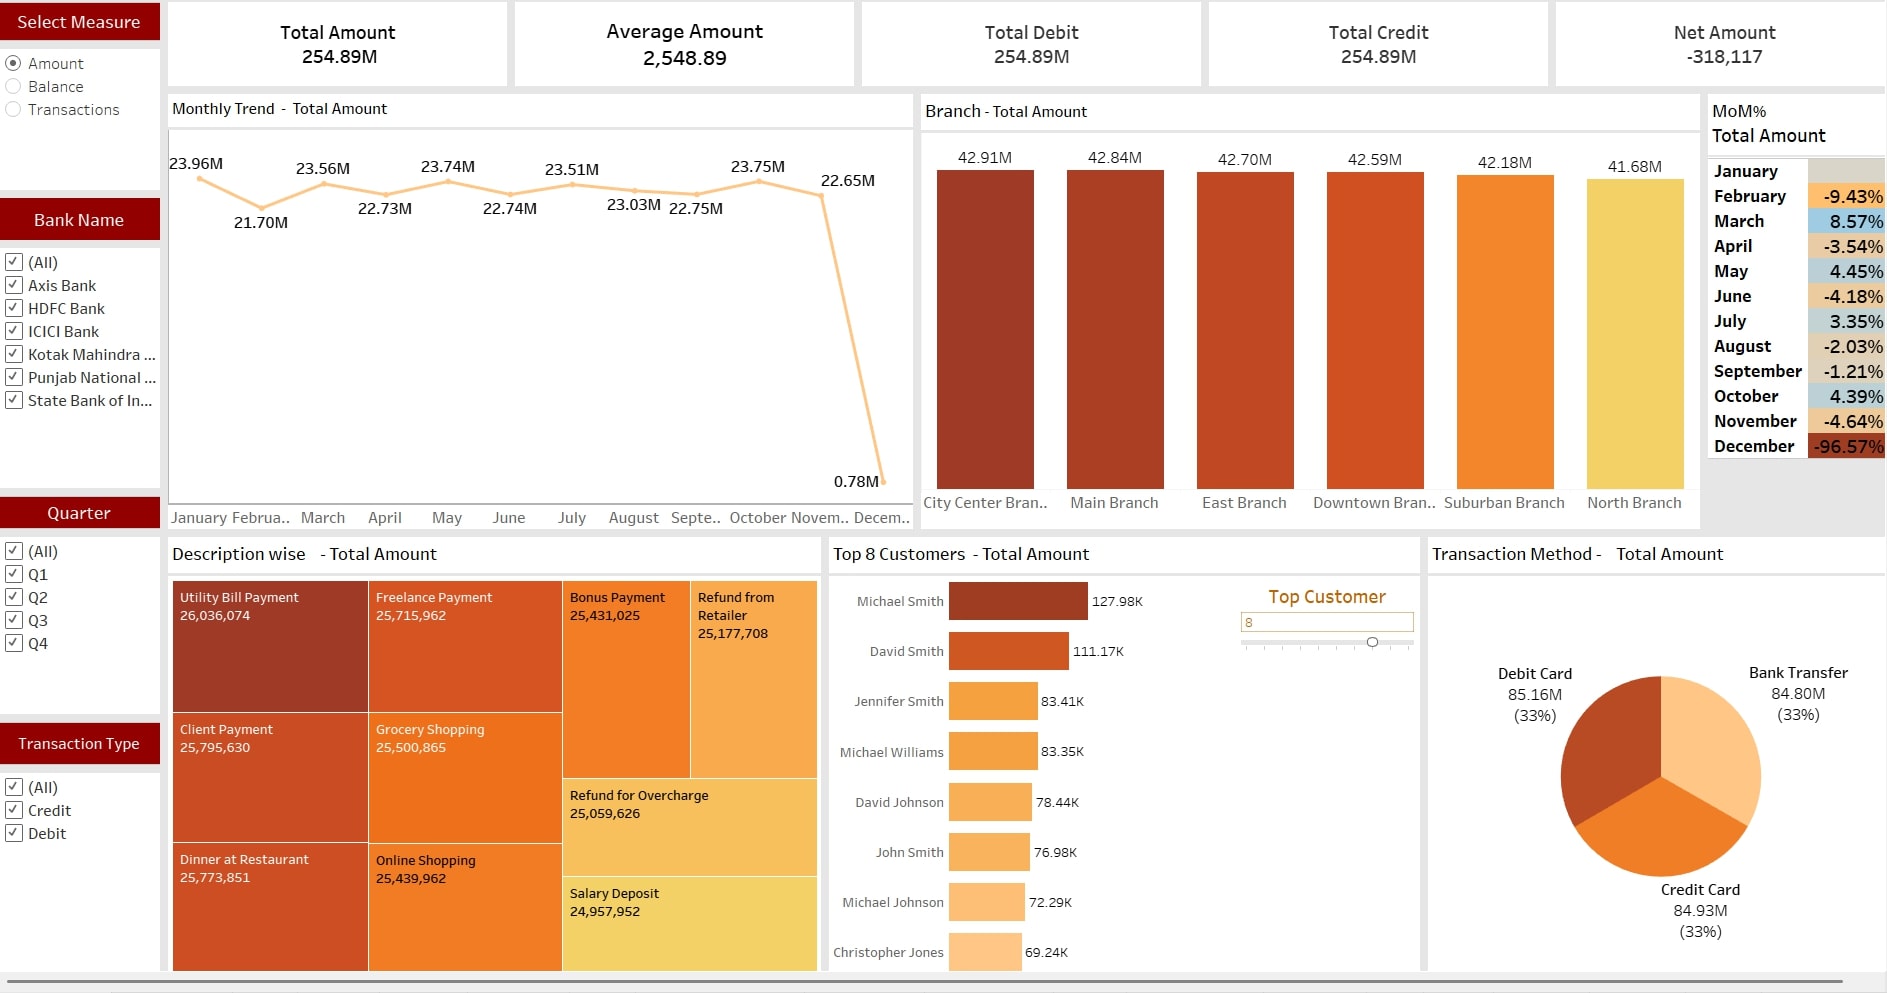 Select Measure
Amount
Balance
Transactions
Bank Name
(All)
Axis Bank
HDFC Bank
ICICI Bank
Kotak Mahindra ...
Punjab National ...
State Bank of In...
Quarter
(All)
Q1
Q2
Q3
Q4
Transaction Type
(All)
Credit
Debit
Total Amount
254.89M
Average Amount
2,548.89
Total Debit
254.89M
Total Credit
254.89M
Net Amount
-318,117
Monthly Trend - Total Amount
23.96M
21.70M
23.56M
22.73M
23.74M
22.74M
23.51M
23.03M
22.75M
23.75M
22.65M
0.78M
January Februa.. March April May June July August Septe.. October Novem.. Decem..
Branch - Total Amount
42.91M 42.84M 42.70M 42.59M 42.18M 41.68M
City Center Bran.. Main Branch East Branch Downtown Bran.. Suburban Branch North Branch
MoM%
Total Amount
January
February -9.43%
March 8.57%
April -3.54%
May 4.45%
June -4.18%
July 3.35%
August -2.03%
September -1.21%
October 4.39%
November -4.64%
December -96.57%
Description wise - Total Amount
Utility Bill Payment
26,036,074
Client Payment
25,795,630
Dinner at Restaurant
25,773,851
Freelance Payment
25,715,962
Grocery Shopping
25,500,865
Online Shopping
25,439,962
Bonus Payment
25,431,025
Refund from
Retailer
25,177,708
Refund for Overcharge
25,059,626
Salary Deposit
24,957,952
Top 8 Customers - Total Amount
Michael Smith 127.98K
David Smith 111.17K
Jennifer Smith 83.41K
Michael Williams 83.35K
David Johnson 78.44K
John Smith 76.98K
Michael Johnson 72.29K
Christopher Jones 69.24K
Top Customer
8
Transaction Method - Total Amount
Debit Card
85.16M
(33%)
Bank Transfer
84.80M
(33%)
Credit Card
84.93M
(33%)